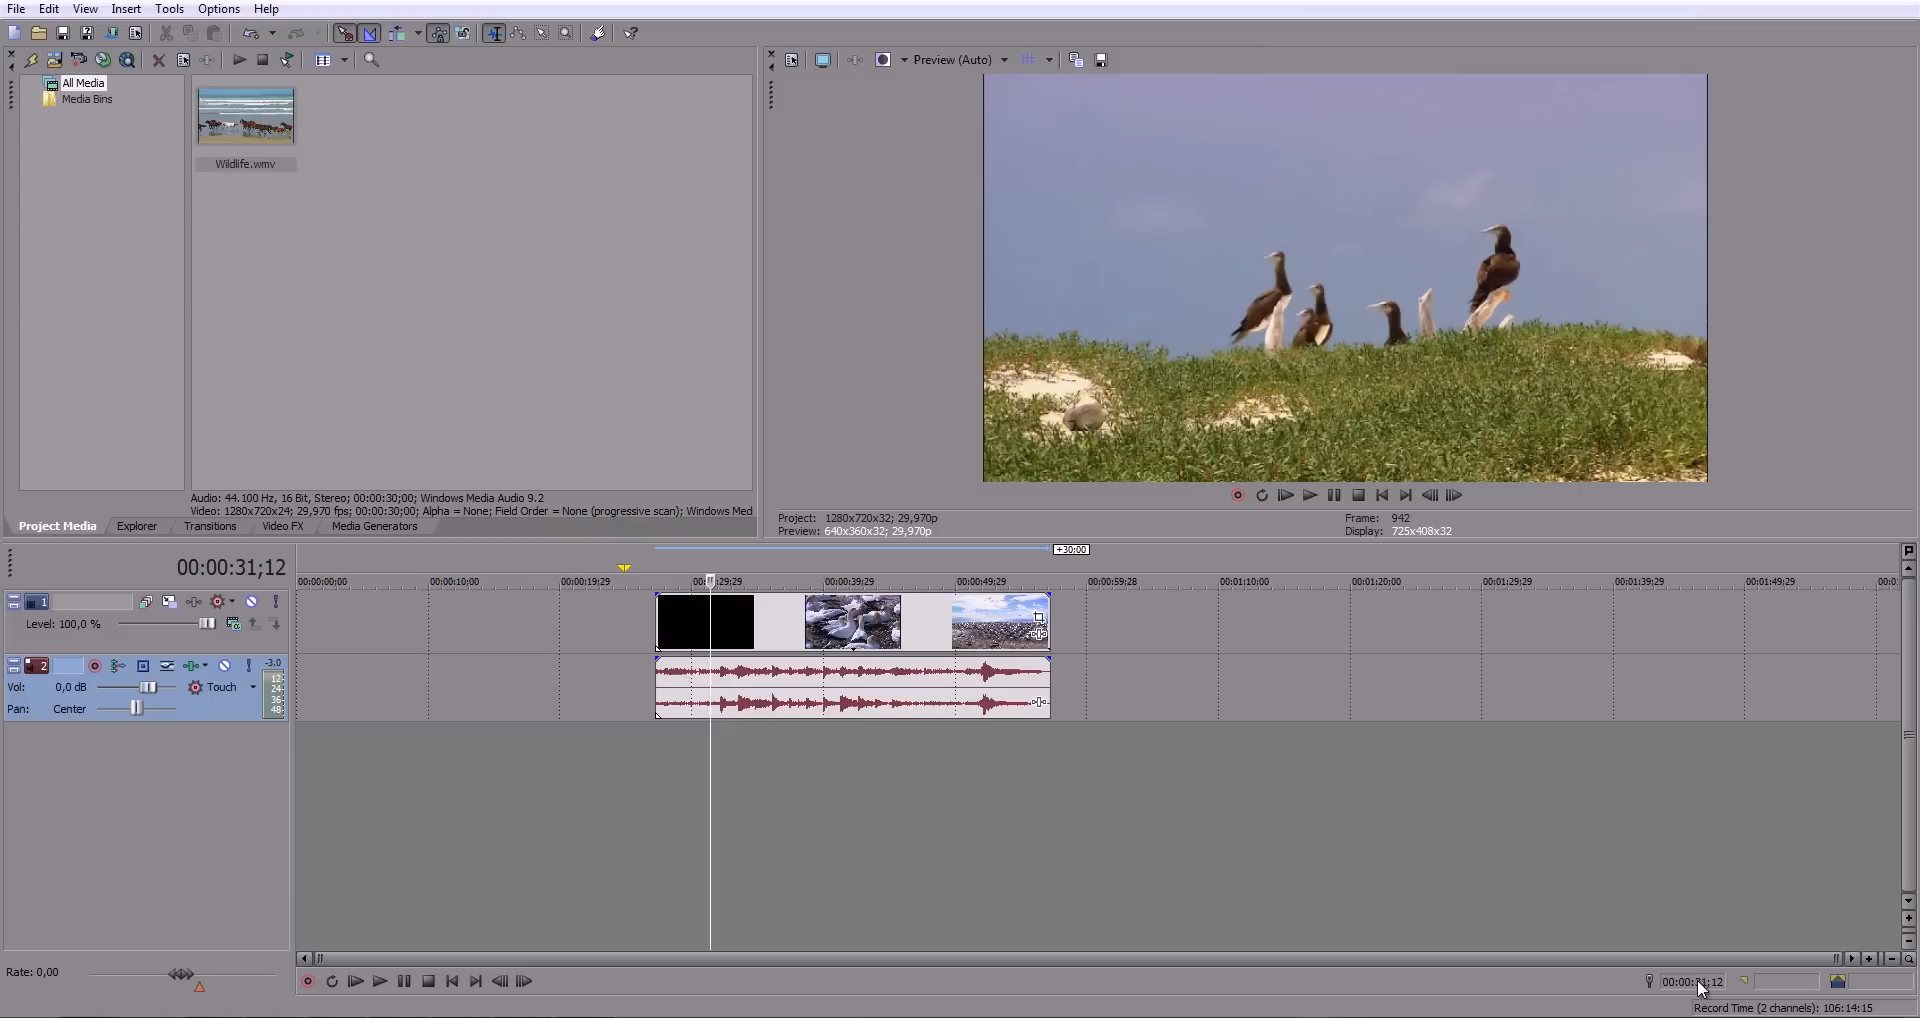 File Edit View Insert Tools Options Help
Preview (Auto)
All Media
Media Bins
Wildlife.wmv
Audio: 44.100 Hz, 16 Bit, Stereo; 00:00:30;00; Windows Media Audio 9.2
Video: 1280x720x24; 29,970 fps; 00:00:30;00; Alpha = None; Field Order = None (progressive scan); Windows Med
Project Media Explorer Transitions Video FX Media Generators
Project: 1280x720x32; 29,970p
Preview: 640x360x32; 29,970p
Frame: 942
Display: 725x408x32
+30;00
00:00:31;12
00:00:00;00 00:00:10;00 00:00:19;29 00:00:29;29 00:00:39;29 00:00:49;29 00:00:59;28 00:01:10;00 00:01:20;00 00:01:29;29 00:01:39;29 00:01:49;29 00:0
1
Level: 100,0 %
2
-3,0
Vol: 0,0 dB Touch
Pan: Center
12
24
36
48
Rate: 0,00
00:00:31;12
Record Time (2 channels): 106:14:15